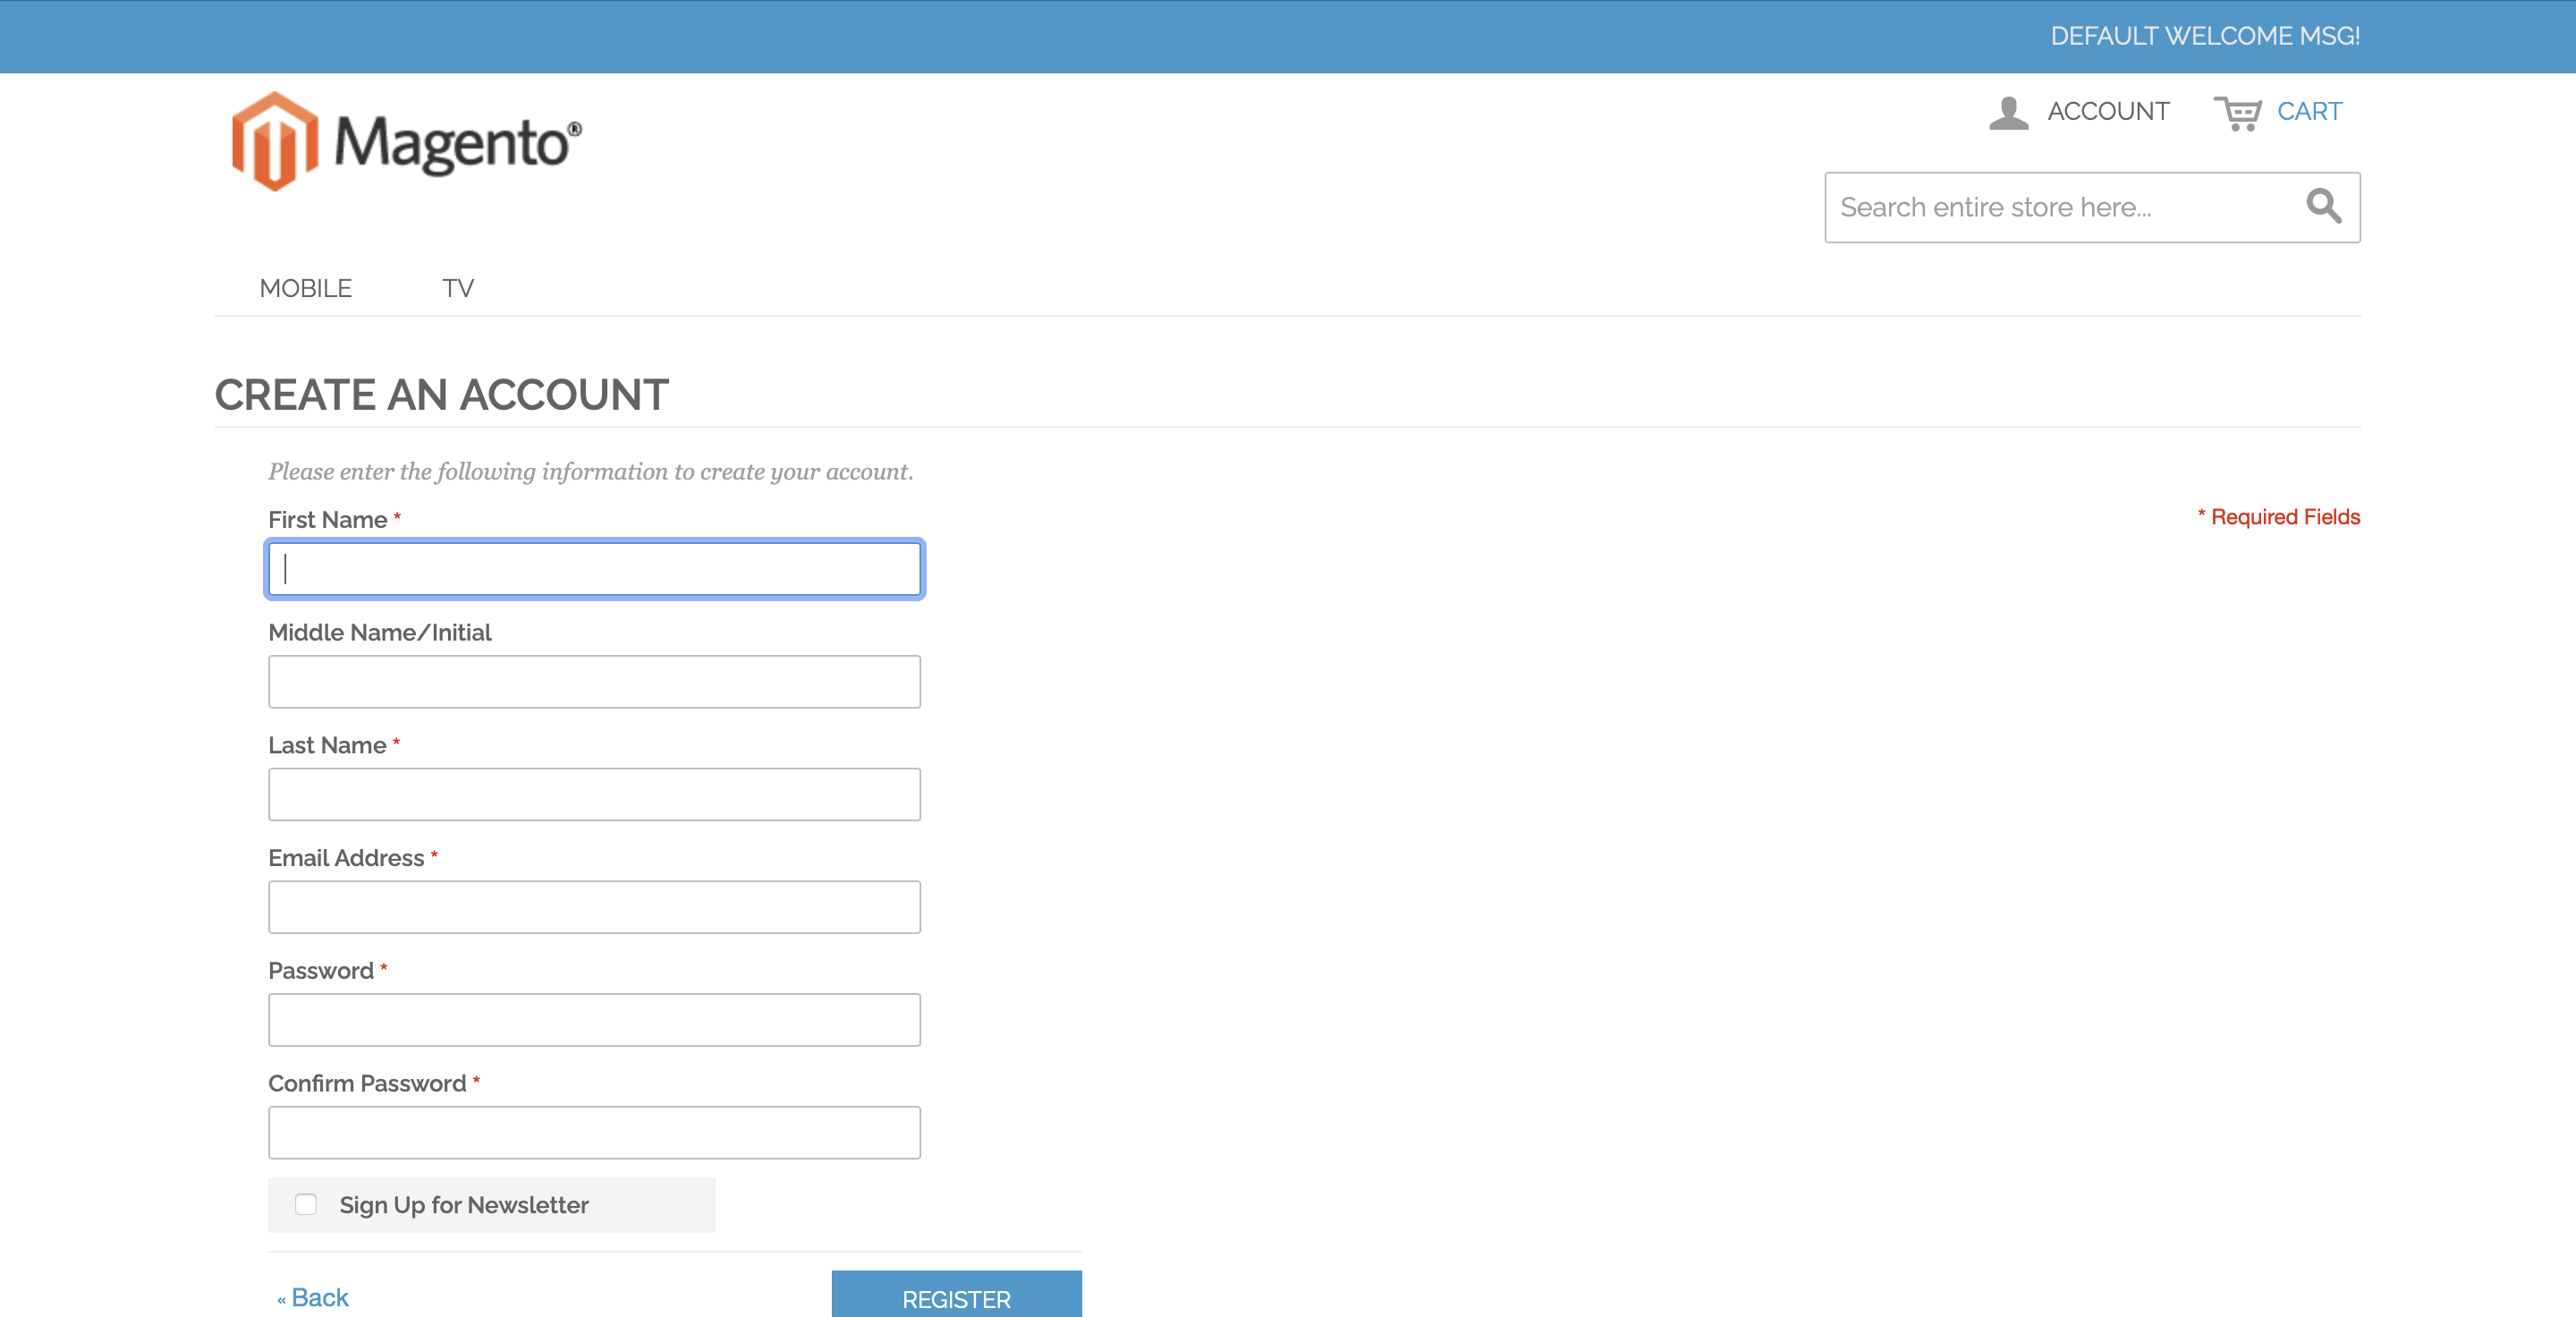 DEFAULT WELCOME MSG!
Magento®
ACCOUNT CART
Search entire store here...
MOBILE TV
CREATE AN ACCOUNT
Please enter the following information to create your account.
* Required Fields
First Name *
Middle Name/Initial
Last Name *
Email Address *
Password *
Confirm Password *
Sign Up for Newsletter
« Back
REGISTER